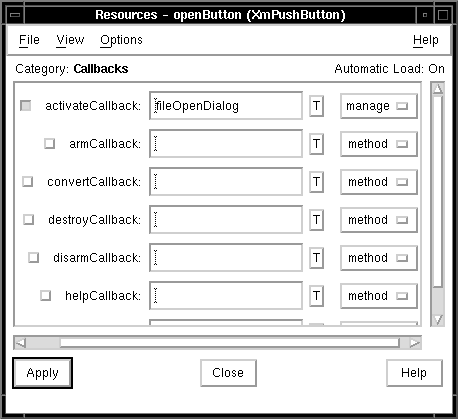 Resources - openButton (XmPushButton)
File View Options Help
Category: Callbacks Automatic Load: On
activateCallback: fileOpenDialog T manage
armCallback: T method
convertCallback: T method
destroyCallback: T method
disarmCallback: T method
helpCallback: T method
Apply Close Help